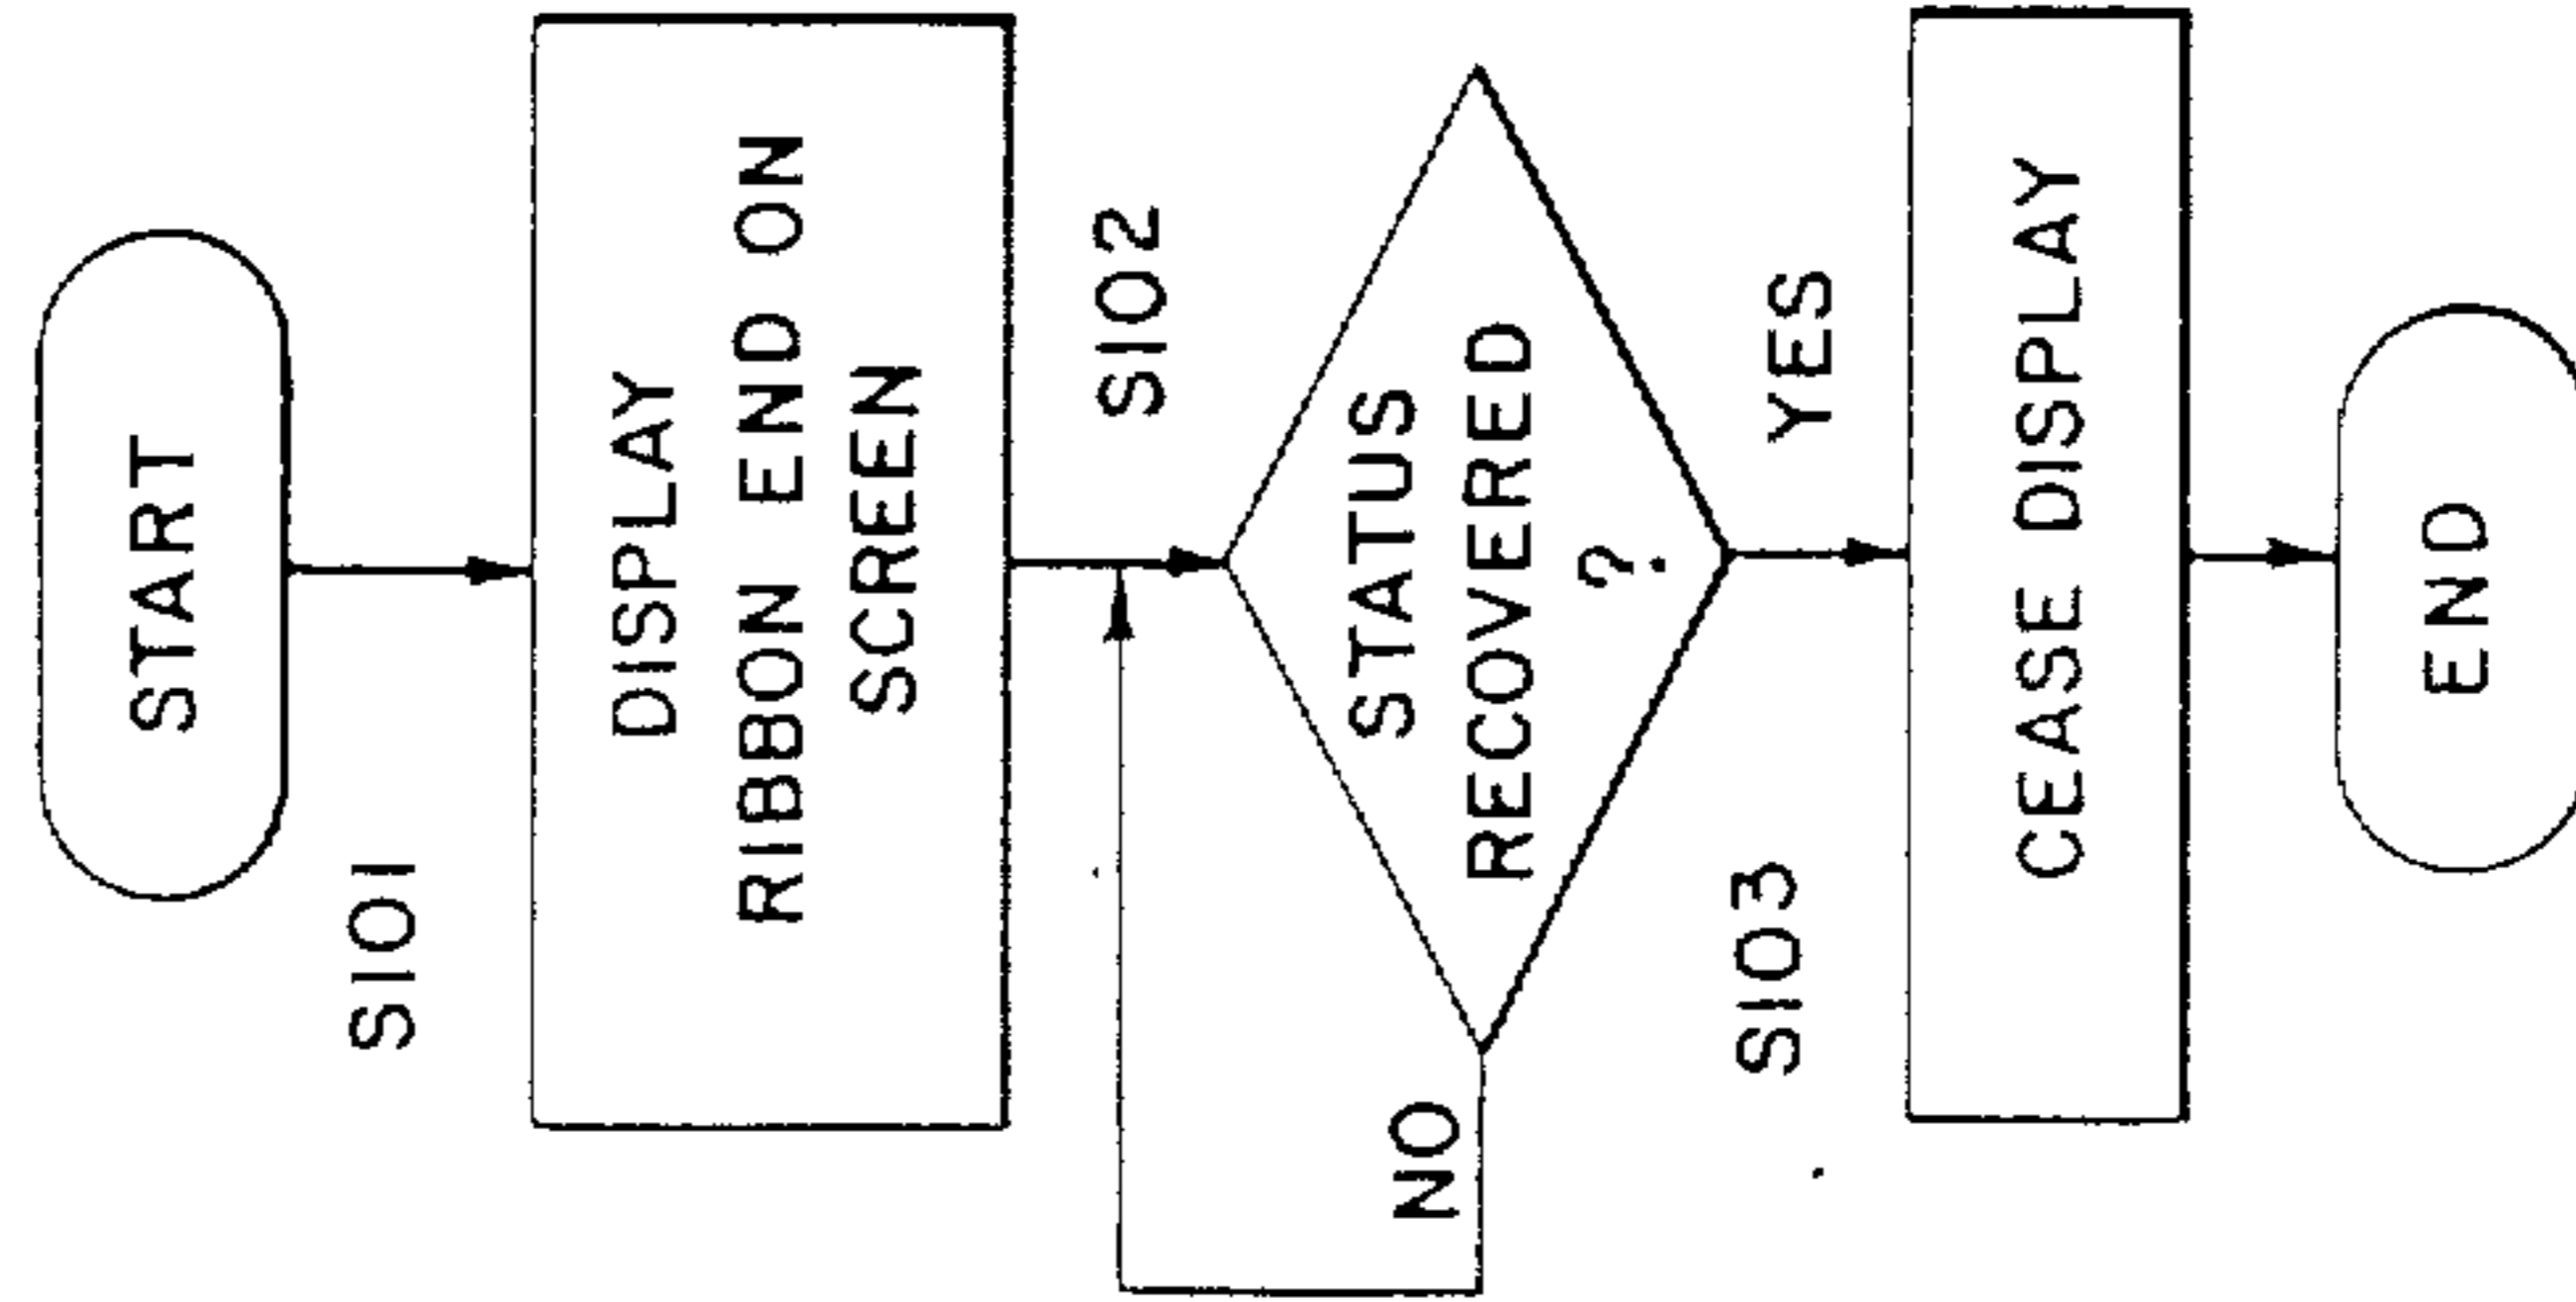 START
S101
DISPLAY
RIBBON END ON
SCREEN
S102
STATUS
RECOVERED
?
NO
YES
S103
CEASE DISPLAY
END